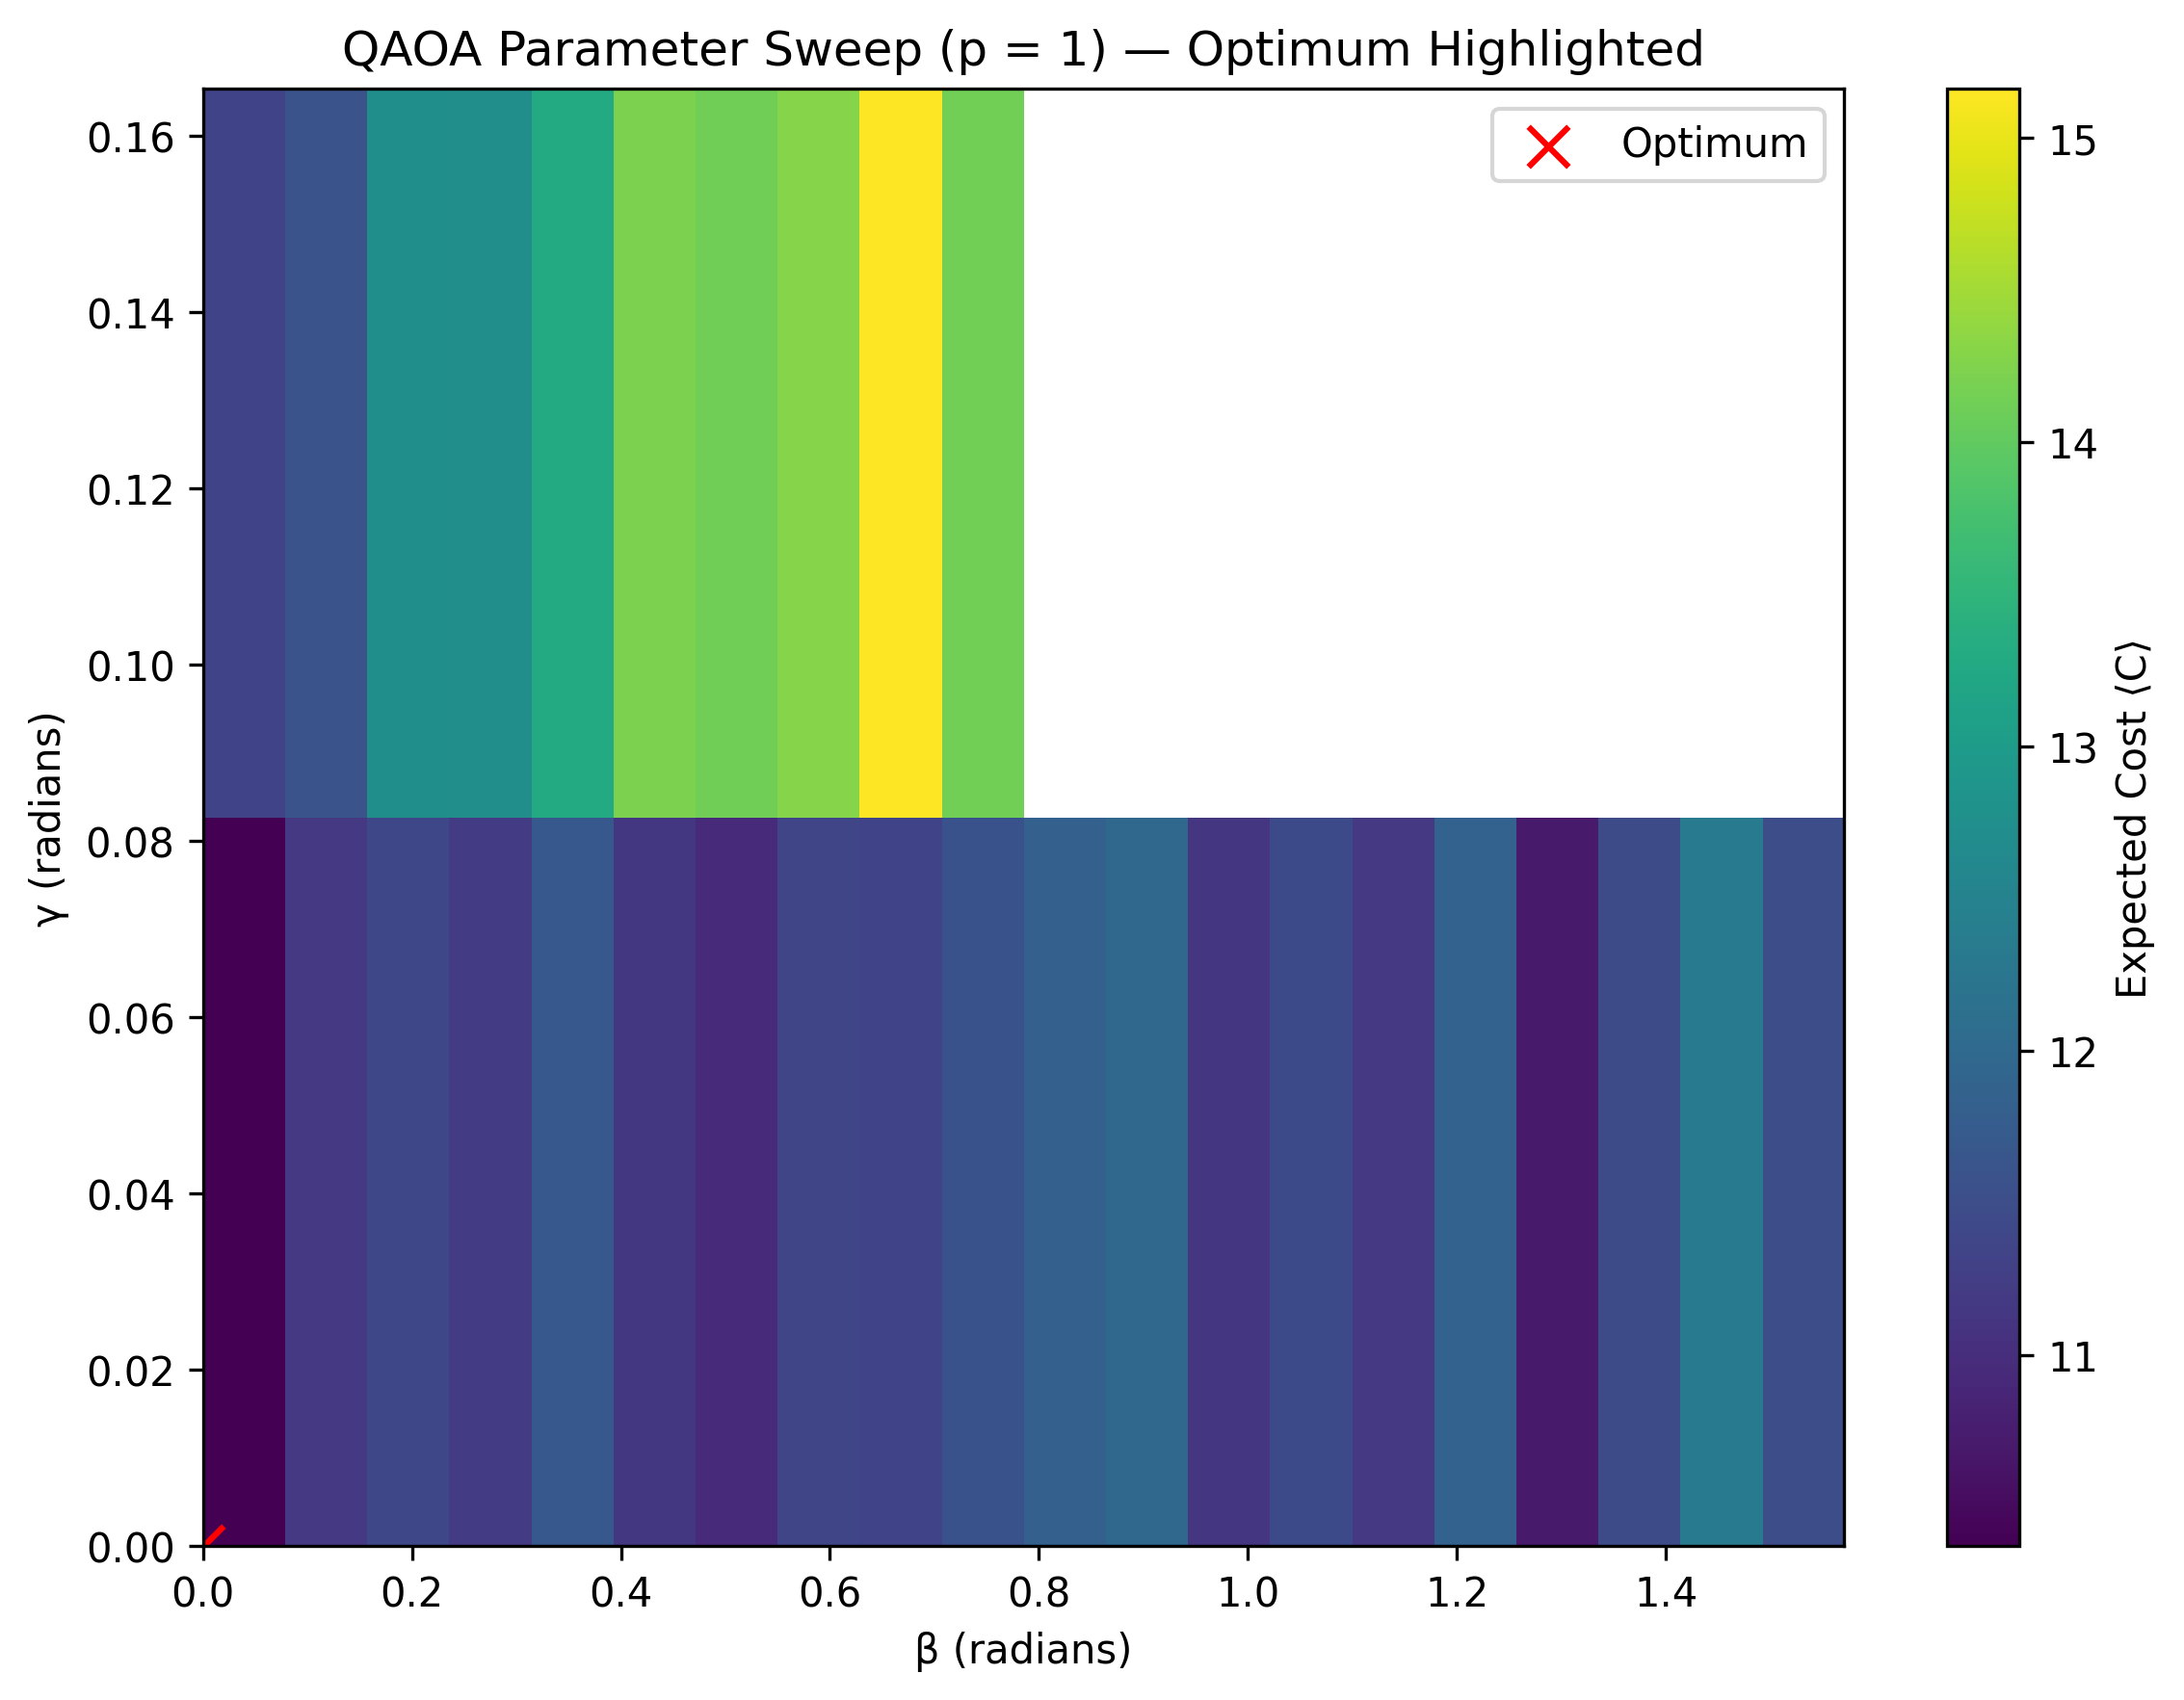 QAOA Parameter Sweep (p = 1) — Optimum Highlighted
Optimum
0.16
0.14
0.12
0.10
0.08
0.06
0.04
0.02
0.00
γ (radians)
0.0 0.2 0.4 0.6 0.8 1.0 1.2 1.4
β (radians)
15
14
13
12
11
Expected Cost ⟨C⟩